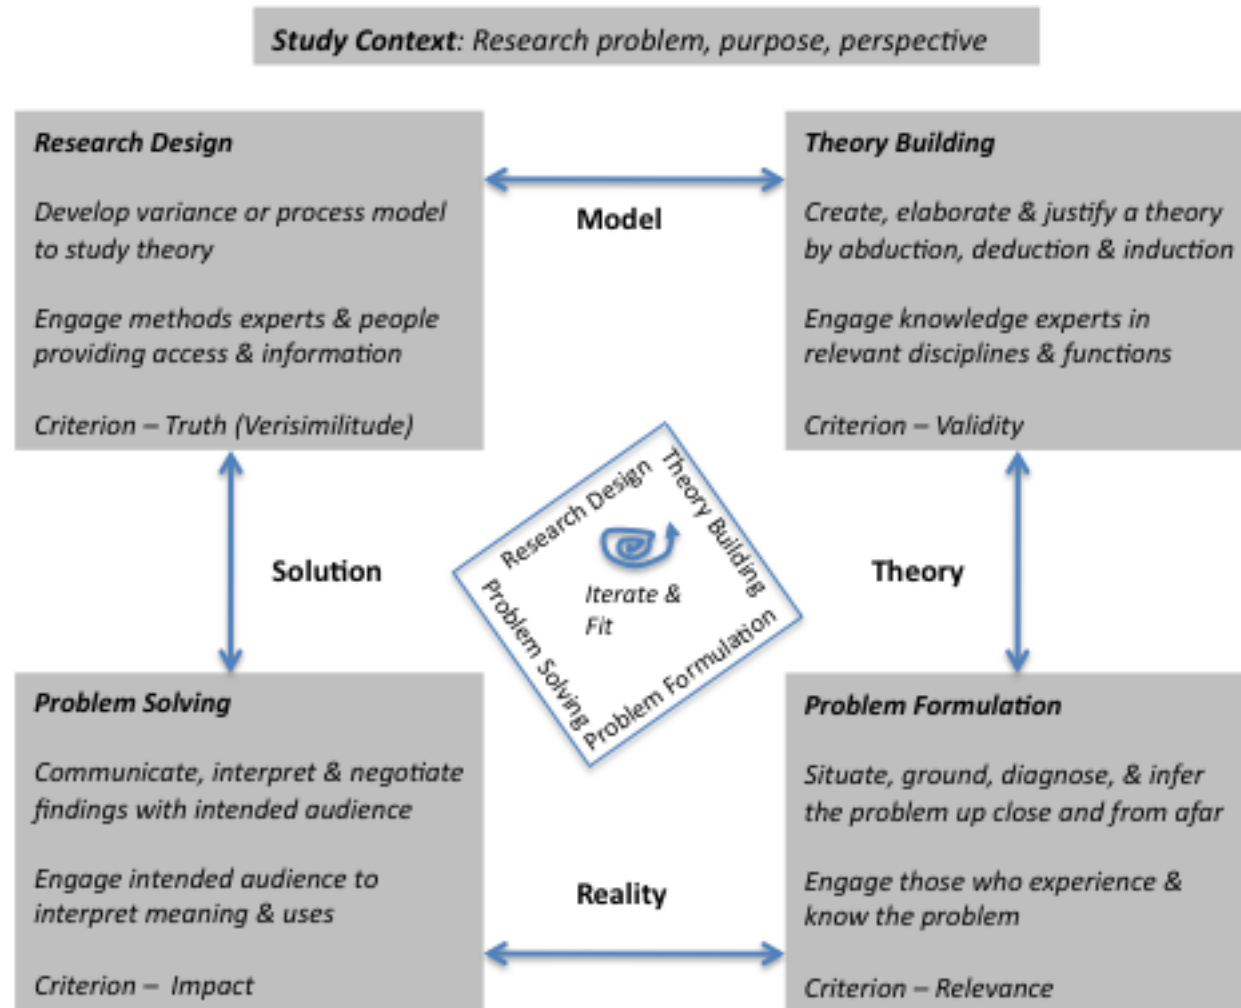 Study Context: Research problem, purpose, perspective
Research Design
Develop variance or process model
to study theory
Engage methods experts & people
providing access & information
Criterion – Truth (Verisimilitude)
Model
Theory Building
Create, elaborate & justify a theory
by abduction, deduction & induction
Engage knowledge experts in
relevant disciplines & functions
Criterion – Validity
Solution
Research Design
Theory Building
Iterate &
Fit
Problem Solving
Problem Formulation
Theory
Problem Solving
Communicate, interpret & negotiate
findings with intended audience
Engage intended audience to
interpret meaning & uses
Criterion – Impact
Reality
Problem Formulation
Situate, ground, diagnose, & infer
the problem up close and from afar
Engage those who experience &
know the problem
Criterion – Relevance